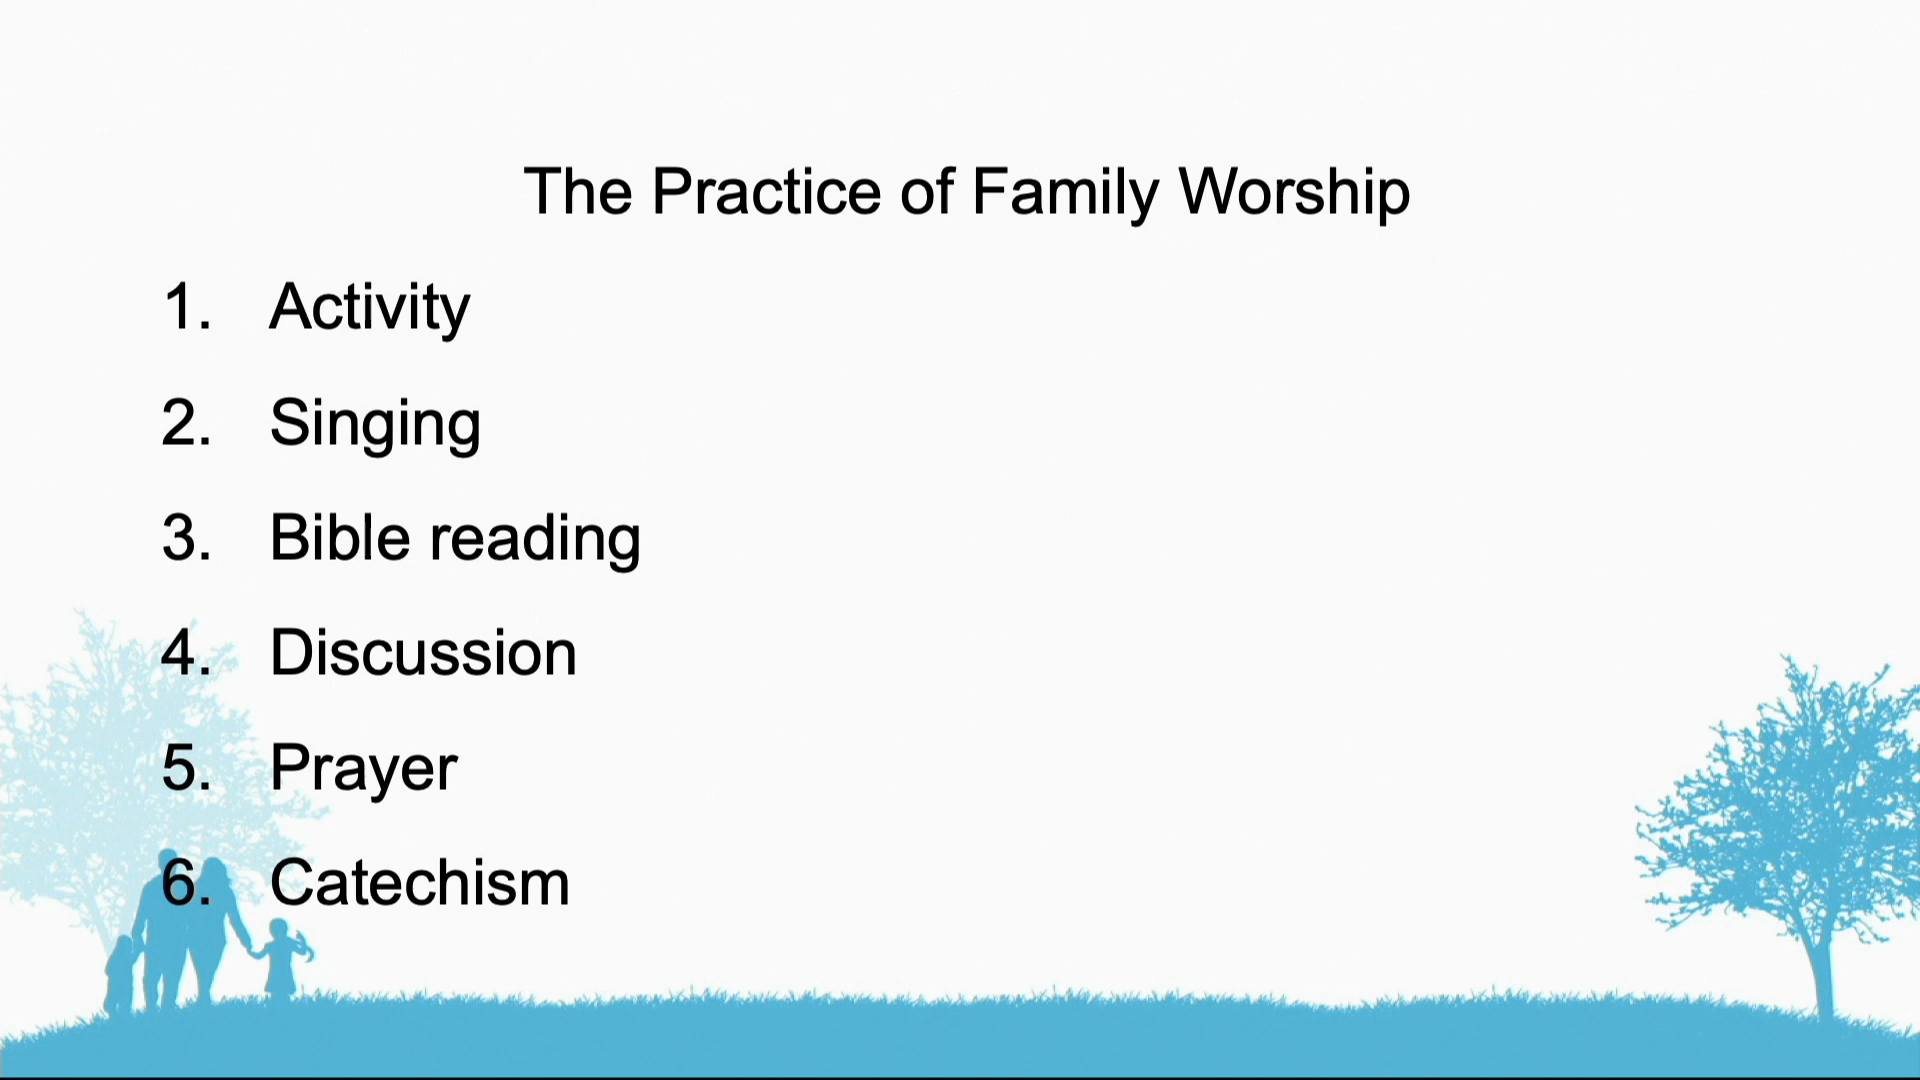 The Practice of Family Worship
1. Activity
2. Singing
3. Bible reading
4. Discussion
5. Prayer
6. Catechism